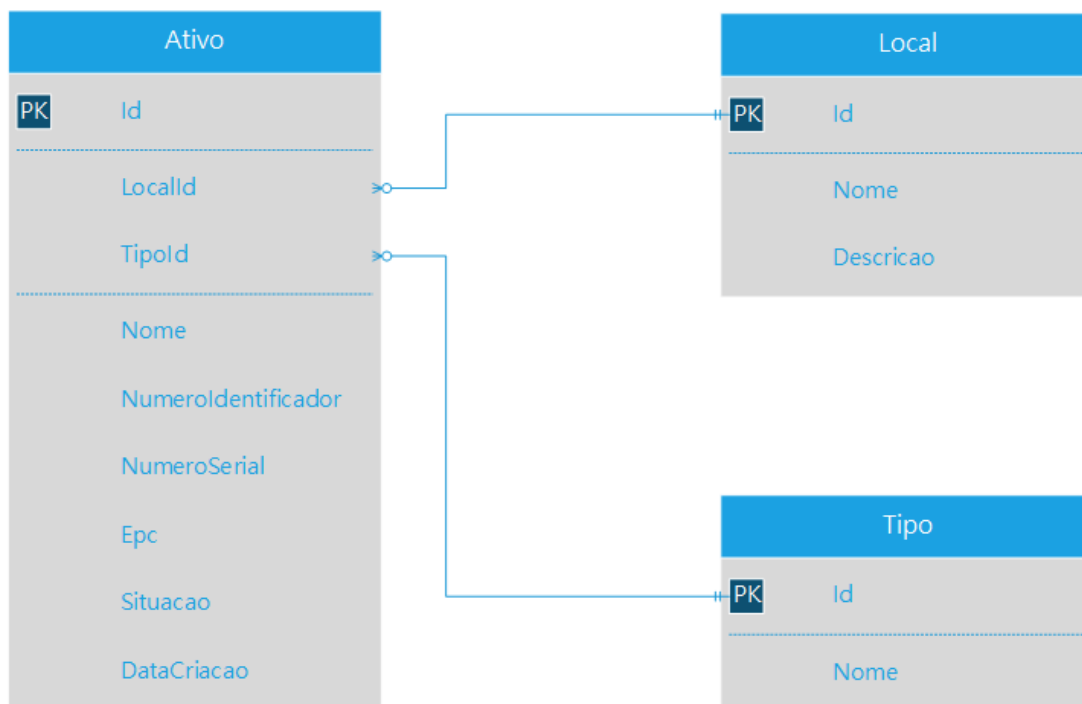 Ativo
PK Id
LocalId
TipoId
Nome
NumeroIdentificador
NumeroSerial
Epc
Situacao
DataCriacao
Local
PK Id
Nome
Descricao
Tipo
PK Id
Nome